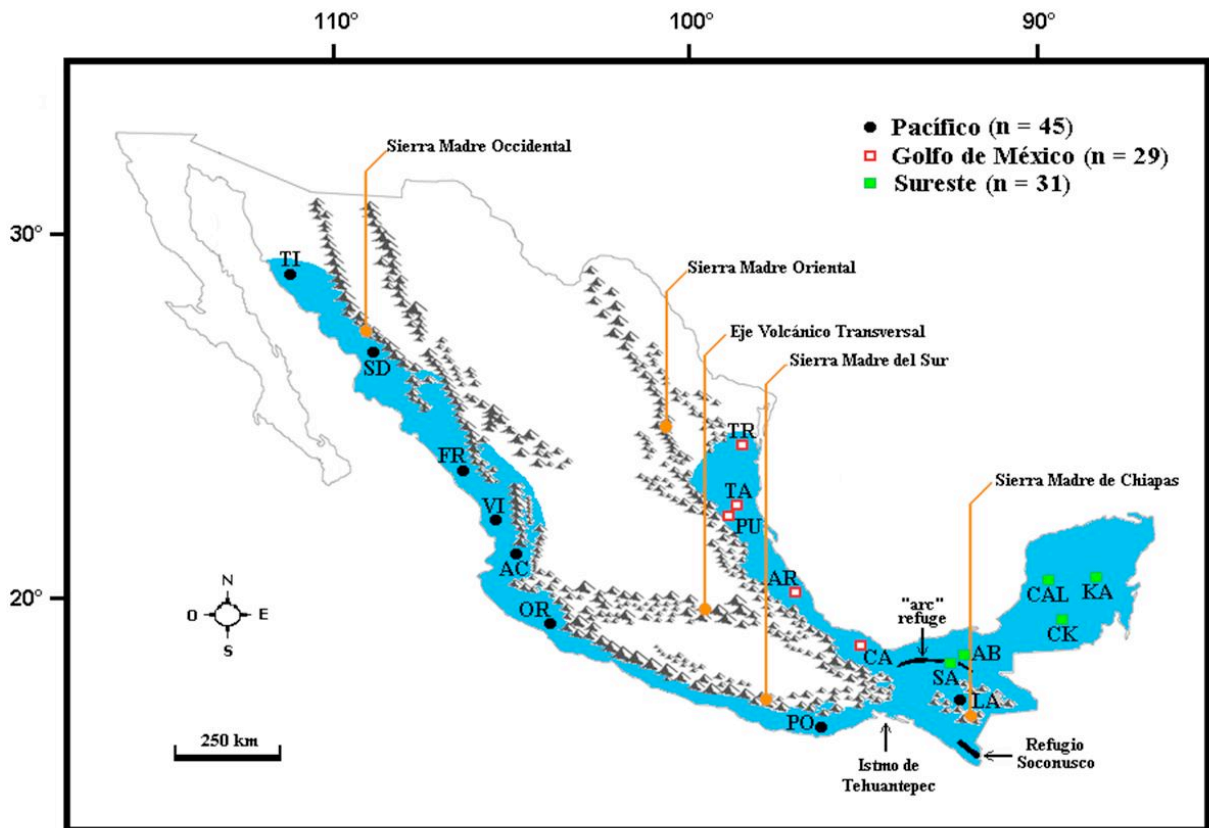 110°
100°
90°
Pacífico (n = 45)
Golfo de México (n = 29)
Sureste (n = 31)
Sierra Madre Occidental
30°
TI
Sierra Madre Oriental
Eje Volcánico Transversal
Sierra Madre del Sur
SD
TR
FR
TA
Sierra Madre de Chiapas
VI
PU
AC
AR
CAL
KA
N
O
E
S
20°
OR
"arc"
refuge
CK
CA
AB
SA
LA
PO
250 km
Istmo de
Tehuantepec
Refugio
Soconusco